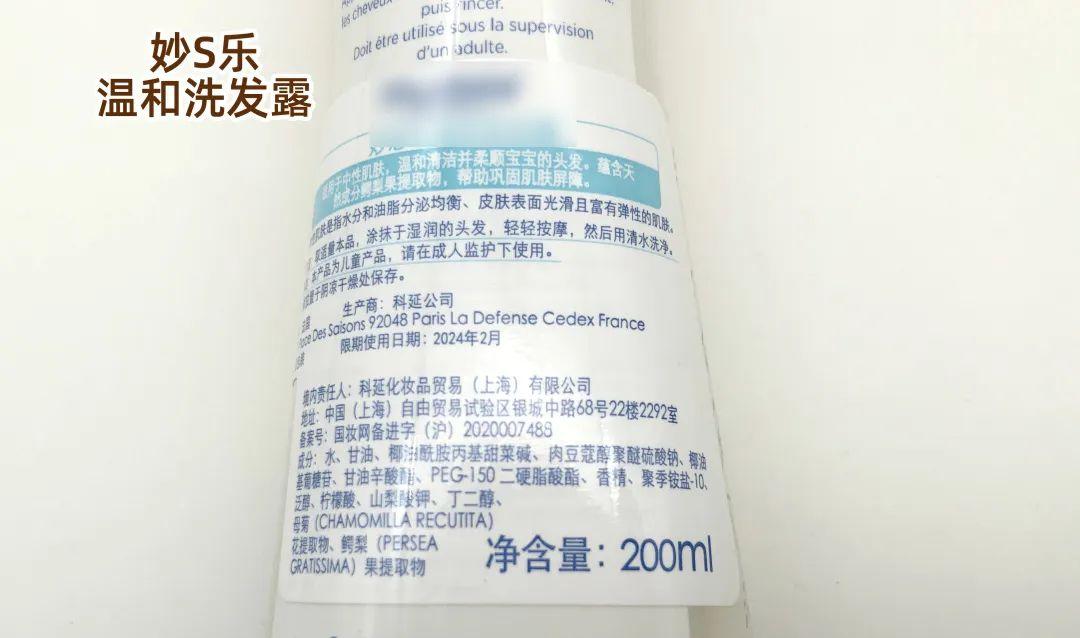 妙S乐
温和洗发露
les cheveux
puis rincer.
Doit être utilisé sous la supervision
d'un adulte.
适用于中性肌肤，温和清洁并柔顺宝宝的头发。蕴含天
然成分鳄梨果提取物，帮助巩固肌肤屏障。
肌肤是指水分和油脂分泌均衡、皮肤表面光滑且富有弹性的肌肤。
取适量本品，涂抹于湿润的头发，轻轻按摩，然后用清水洗净。
本产品为儿童产品，请在成人监护下使用。
于阴凉干燥处保存。
生产商：科延公司
Des Saisons 92048 Paris La Defense Cedex France
限期使用日期：2024年2月
境内责任人：科延化妆品贸易（上海）有限公司
地址：中国（上海）自由贸易试验区银城中路68号22楼2292室
备案号：国妆网备进字（沪）2020007488
成分：水、甘油、椰油酰胺丙基甜菜碱、肉豆蔻醇聚醚硫酸钠、椰油
基葡糖苷、甘油辛酸酯、PEG-150 二硬脂酸酯、香精、聚季铵盐-10、
泛醇、柠檬酸、山梨酸钾、丁二醇、
母菊（CHAMOMILLA RECUTITA）
花提取物、鳄梨（PERSEA
GRATISSIMA）果提取物
净含量：200ml